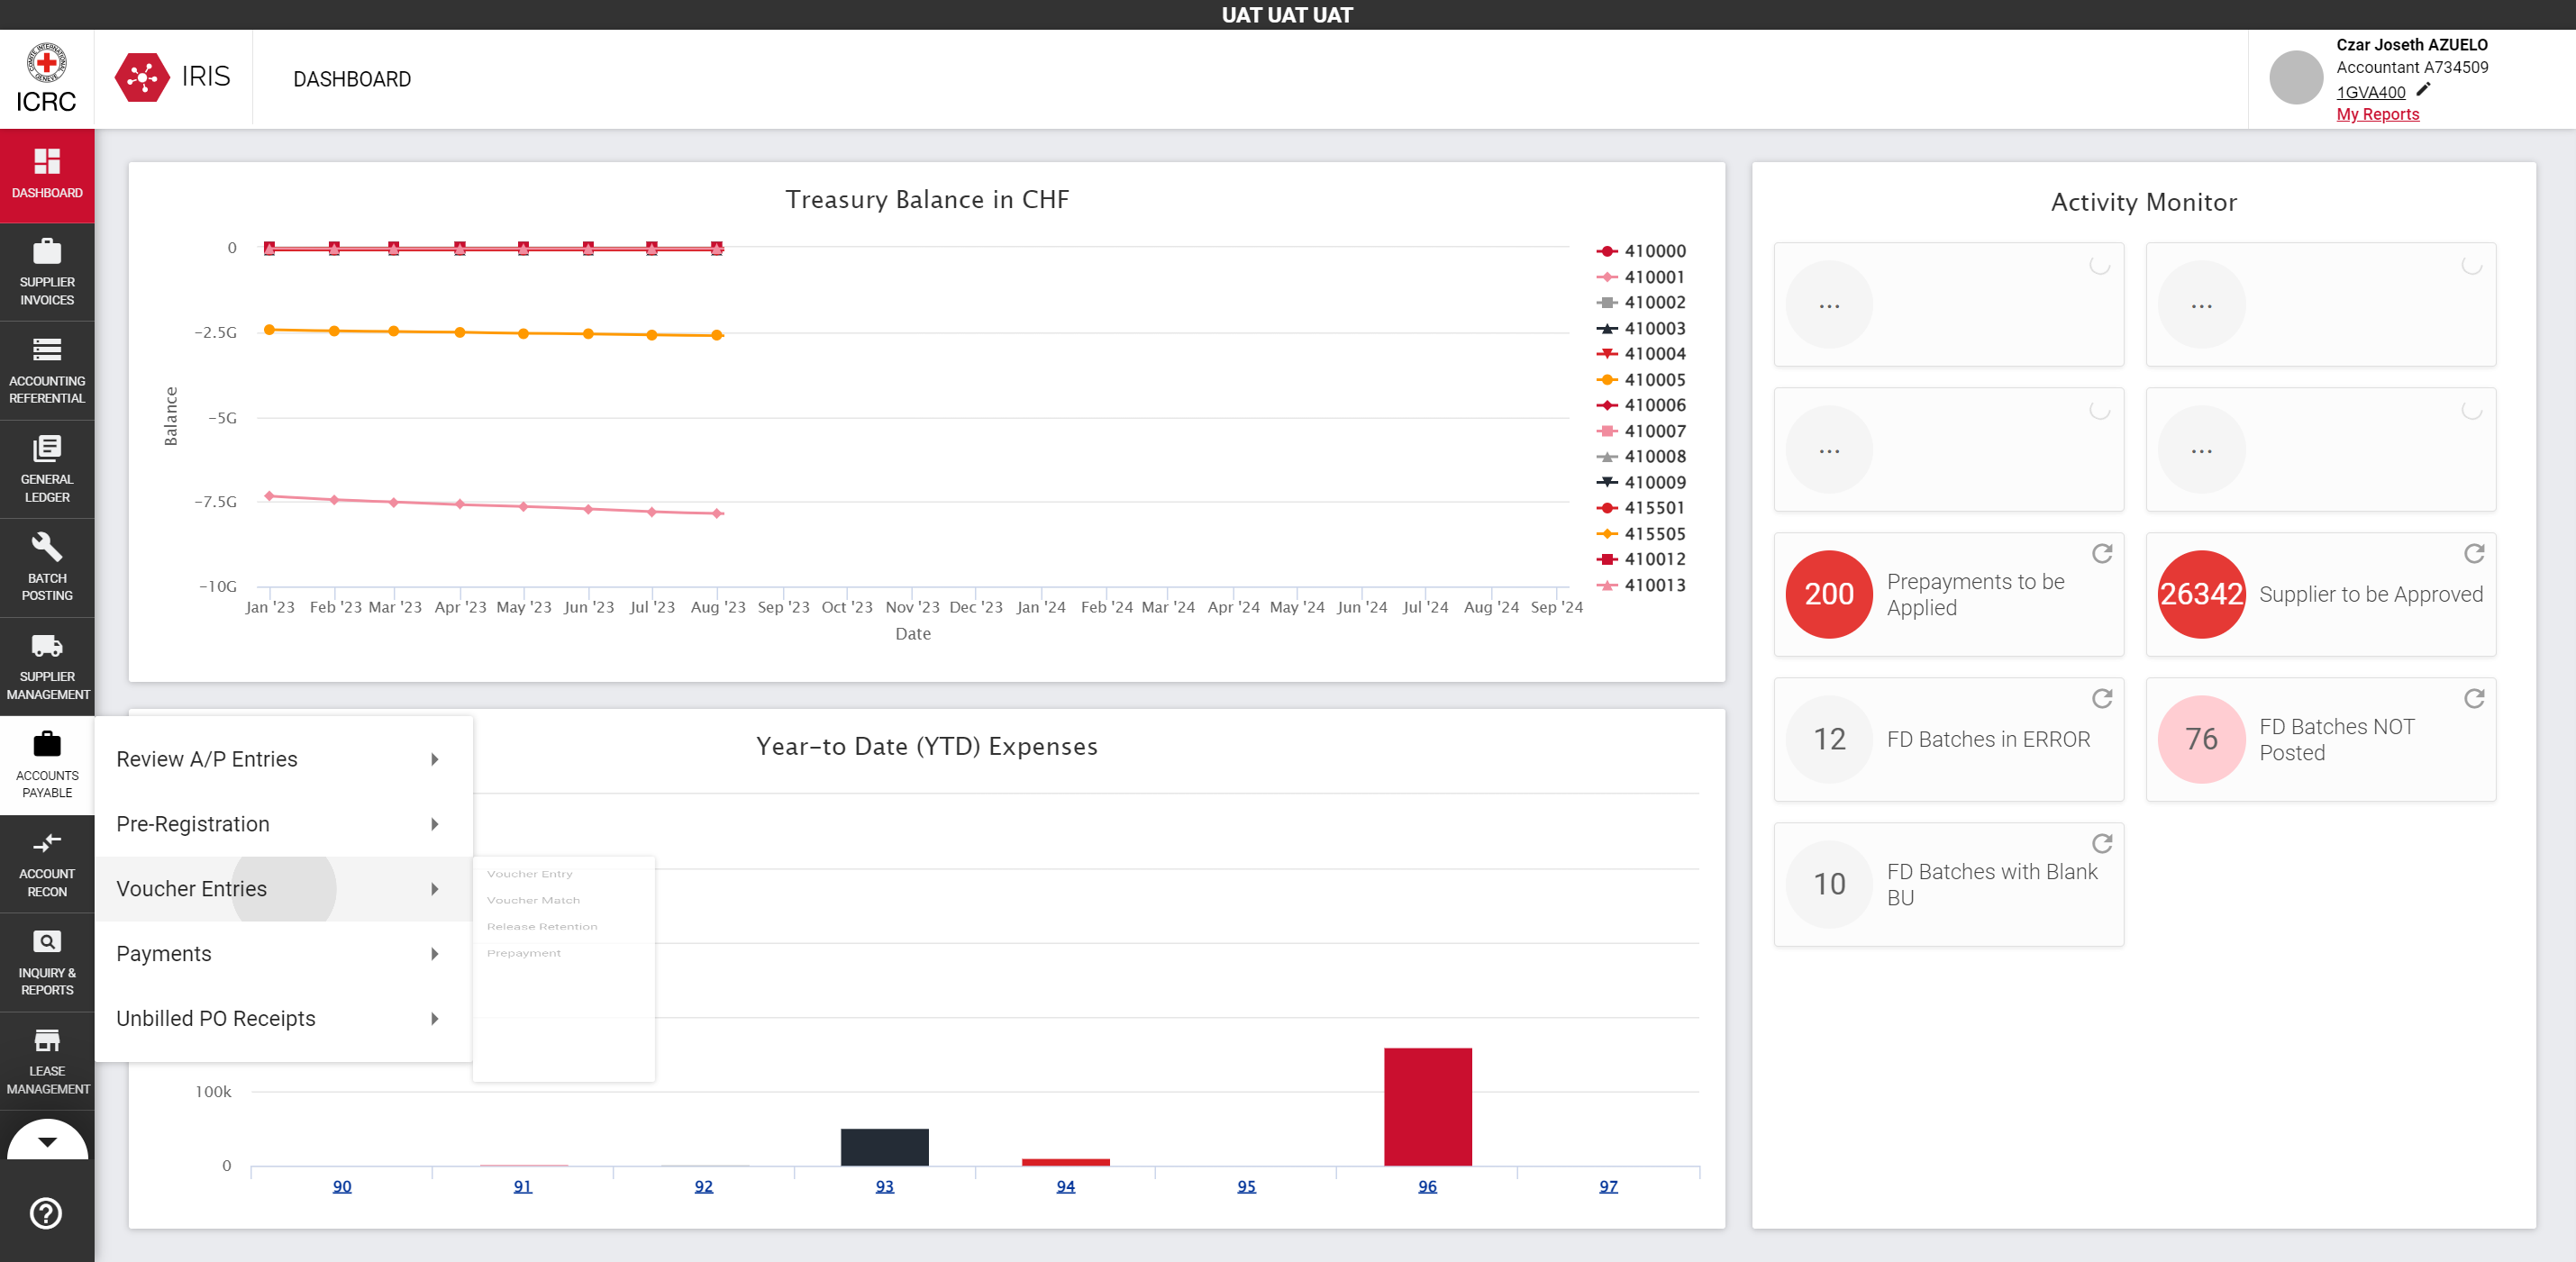 UAT UAT UAT
ICRC
IRIS
DASHBOARD
Czar Joseth AZUELO
Accountant A734509
1GVA400
My Reports
DASHBOARD
SUPPLIER
INVOICES
ACCOUNTING
REFERENTIAL
GENERAL
LEDGER
BATCH
POSTING
SUPPLIER
MANAGEMENT
ACCOUNTS
PAYABLE
ACCOUNT
RECON
INQUIRY &
REPORTS
LEASE
MANAGEMENT
Review A/P Entries
Pre-Registration
Voucher Entries
Payments
Unbilled PO Receipts
Voucher Entry
Voucher Match
Release Retention
Prepayment
Treasury Balance in CHF
Balance
0
-2.5G
-5G
-7.5G
-10G
Jan '23 Feb '23 Mar '23 Apr '23 May '23 Jun '23 Jul '23 Aug '23 Sep '23 Oct '23 Nov '23 Dec '23 Jan '24 Feb '24 Mar '24 Apr '24 May '24 Jun '24 Jul '24 Aug '24 Sep '24
Date
410000
410001
410002
410003
410004
410005
410006
410007
410008
410009
415501
415505
410012
410013
Year-to Date (YTD) Expenses
100k
0
90 91 92 93 94 95 96 97
Activity Monitor
...
...
...
...
200
Prepayments to be
Applied
26342
Supplier to be Approved
12
FD Batches in ERROR
76
FD Batches NOT
Posted
10
FD Batches with Blank
BU